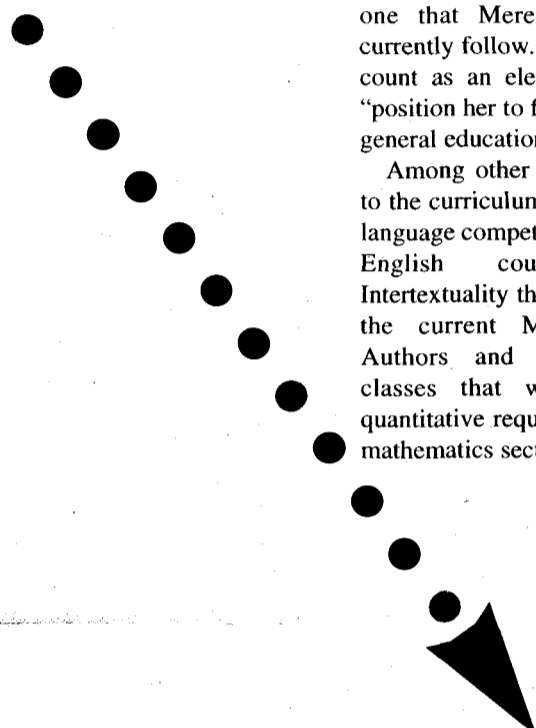 one that Mere
currently follow.
count as an ele
“position her to f
general education
Among other
to the curriculum
language compet
English cou
Intertextuality th
the current M
Authors and
classes that w
quantitative requ
mathematics sect